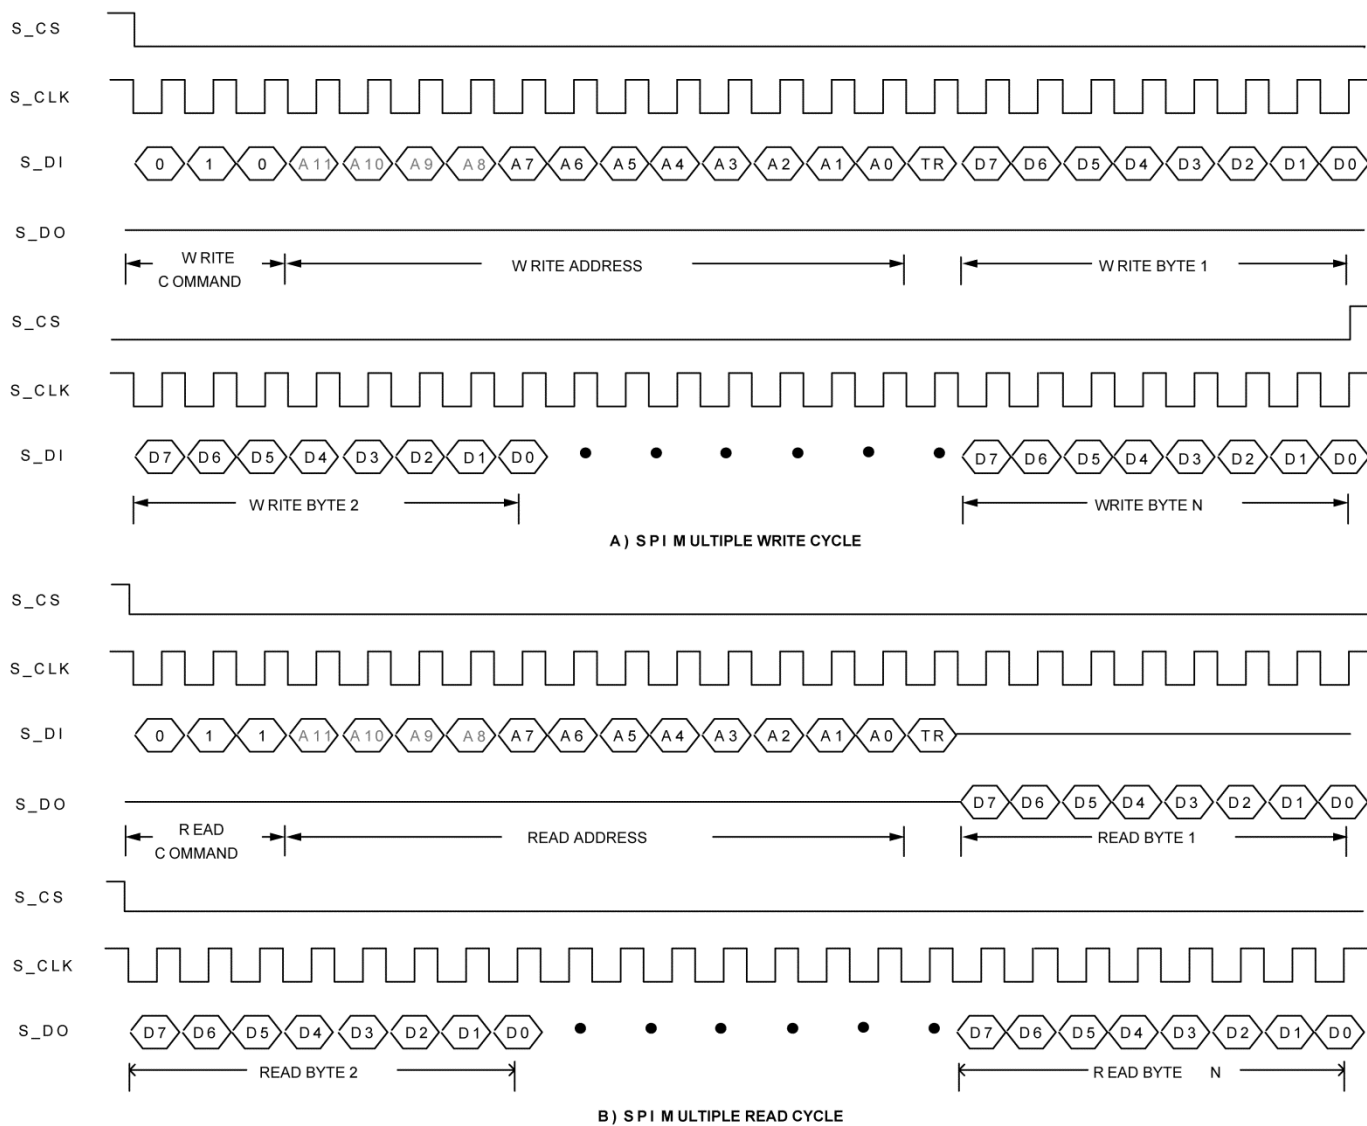 S_CS
S_CLK
S_DI 0 1 0 A11 A10 A9 A8 A7 A6 A5 A4 A3 A2 A1 A0 TR D7 D6 D5 D4 D3 D2 D1 D0
S_DO
WRITE COMMAND WRITE ADDRESS WRITE BYTE 1
S_CS
S_CLK
S_DI D7 D6 D5 D4 D3 D2 D1 D0 D7 D6 D5 D4 D3 D2 D1 D0
WRITE BYTE 2 WRITE BYTE N
A) SPI MULTIPLE WRITE CYCLE
S_CS
S_CLK
S_DI 0 1 1 A11 A10 A9 A8 A7 A6 A5 A4 A3 A2 A1 A0 TR
S_DO D7 D6 D5 D4 D3 D2 D1 D0
READ COMMAND READ ADDRESS READ BYTE 1
S_CS
S_CLK
S_DO D7 D6 D5 D4 D3 D2 D1 D0 D7 D6 D5 D4 D3 D2 D1 D0
READ BYTE 2 READ BYTE N
B) SPI MULTIPLE READ CYCLE